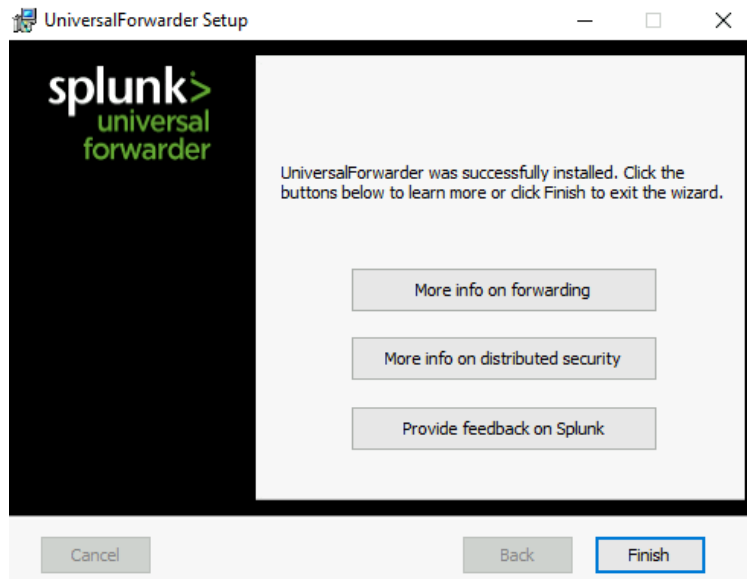 UniversalForwarder Setup
splunk>
universal
forwarder
UniversalForwarder was successfully installed. Click the
buttons below to learn more or click Finish to exit the wizard.
More info on forwarding
More info on distributed security
Provide feedback on Splunk
Cancel
Back
Finish